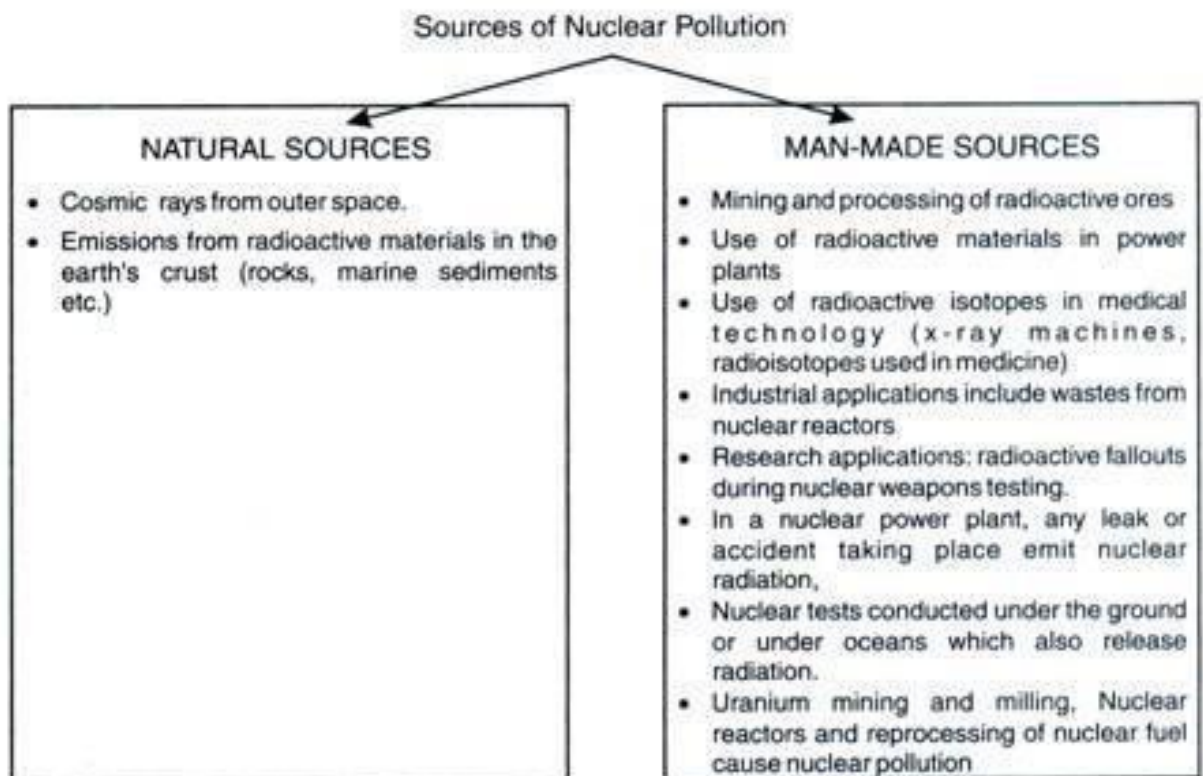 Sources of Nuclear Pollution
NATURAL SOURCES
• Cosmic rays from outer space.
• Emissions from radioactive materials in the
earth's crust (rocks, marine sediments
etc.)
MAN-MADE SOURCES
• Mining and processing of radioactive ores
• Use of radioactive materials in power
plants
• Use of radioactive isotopes in medical
technology (x-ray machines,
radioisotopes used in medicine)
• Industrial applications include wastes from
nuclear reactors
• Research applications: radioactive fallouts
during nuclear weapons testing.
• In a nuclear power plant, any leak or
accident taking place emit nuclear
radiation,
• Nuclear tests conducted under the ground
or under oceans which also release
radiation.
• Uranium mining and milling, Nuclear
reactors and reprocessing of nuclear fuel
cause nuclear pollution